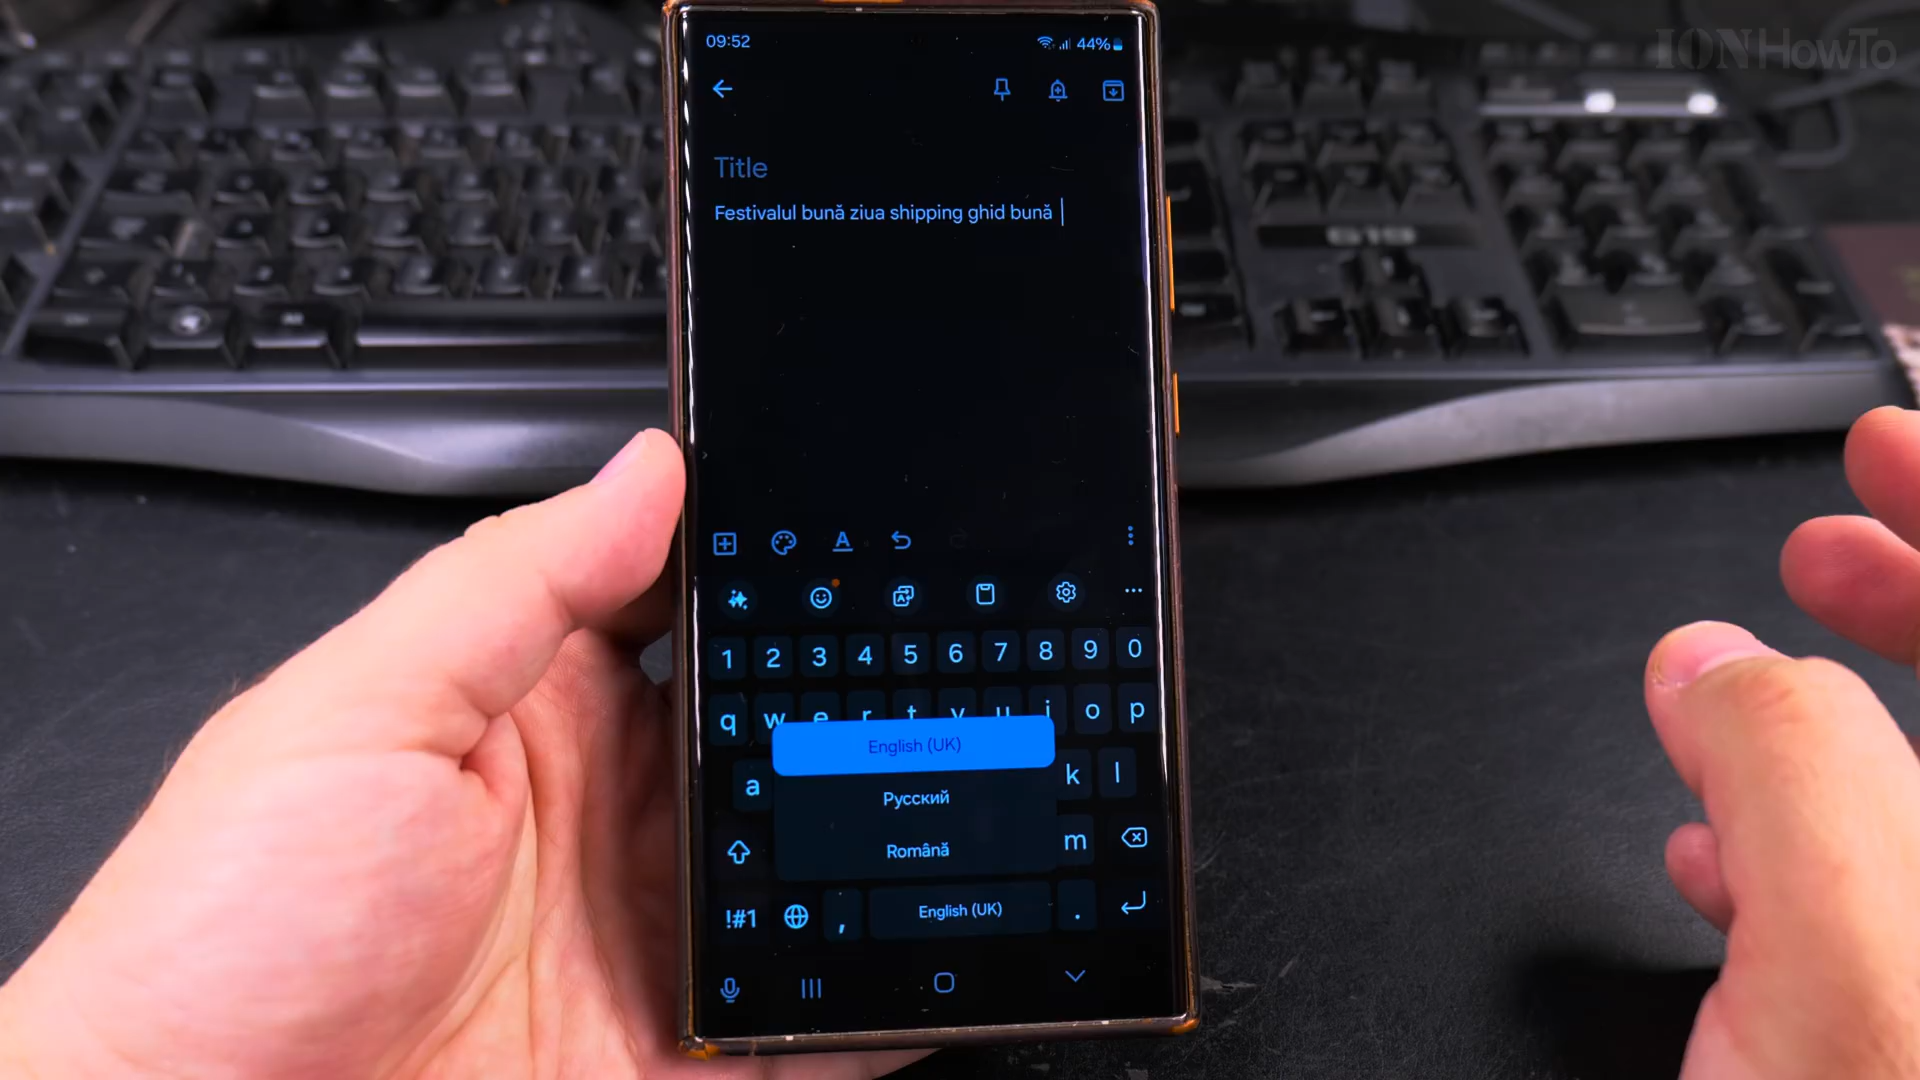 IONHowTo
09:52
44%
Title
Festivalul bună ziua shipping ghid bună
A
1 2 3 4 5 6 7 8 9 0
q w e r t y u i o p
English (UK)
a k l
Русский
Română
m
!#1 , English (UK) .
G19